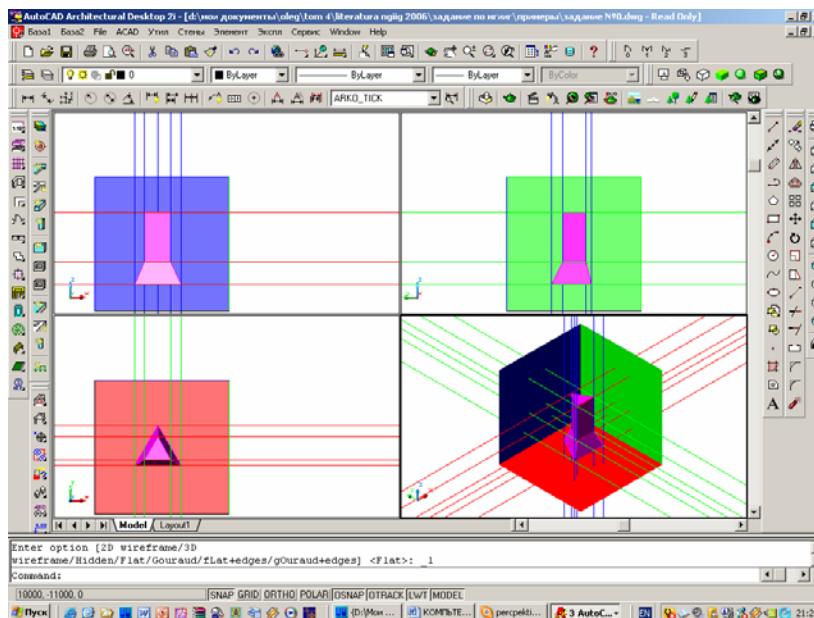 AutoCAD Architectural Desktop 2i - [d:\мои документы\oleg\tom 4\literatura ngiig 2006\задание по нгииг\примеры\задание №0.dwg - Read Only]
База1 База2 File ACAD Утил Стены Элемент Экспл Сервис Window Help
0 ByLayer ByLayer ByLayer ByColor
ARKO_TICK
Model Layout1
Enter option [2D wireframe/3D
wireframe/Hidden/Flat/Gouraud/fLat+edges/gOuraud+edges] <Flat>: _l
Command:
10000, -11000, 0 SNAP GRID ORTHO POLAR OSNAP OTRACK LWT MODEL
Пуск {D:\Мои ... КОМПЬТЕ... percpekti... 3 AutoC... EN